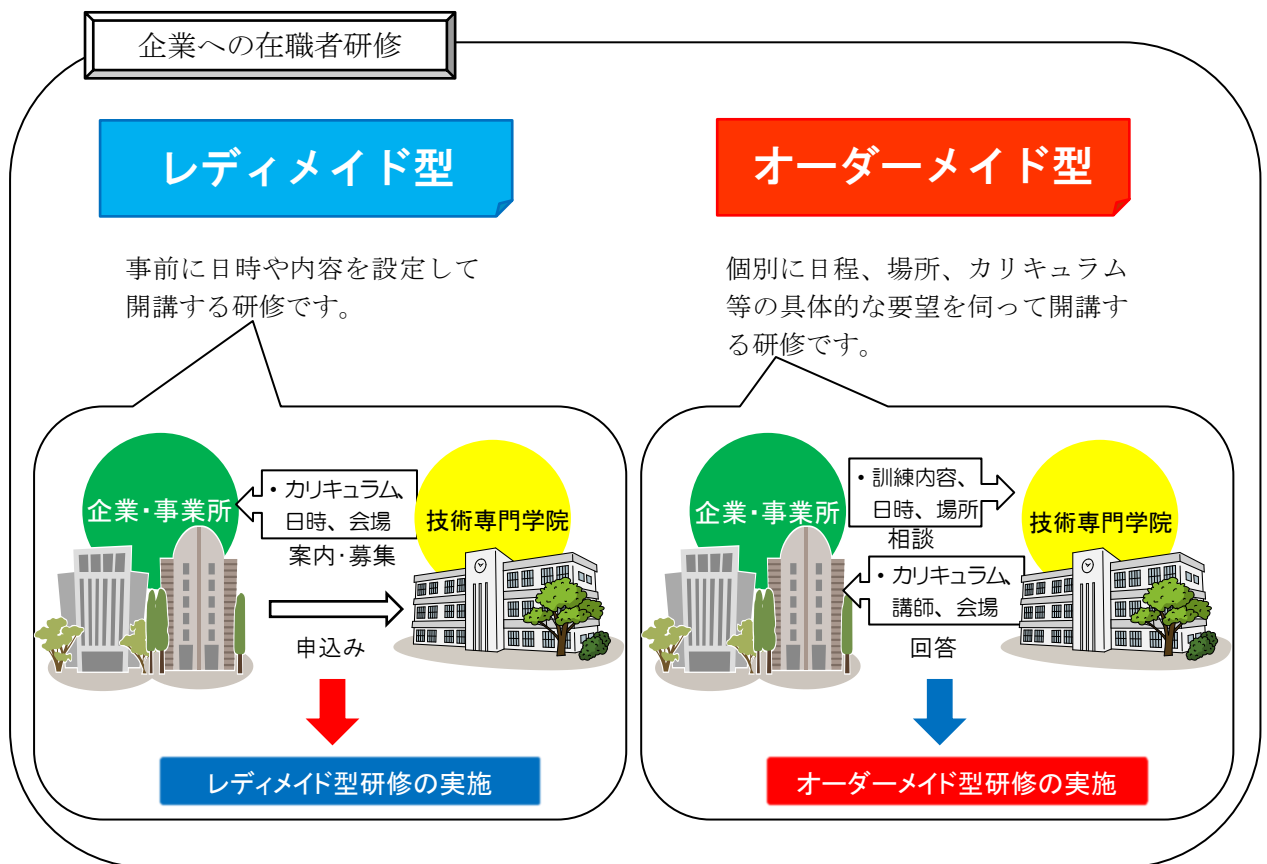 企業への在職者研修
レディメイド型
事前に日時や内容を設定して
開講する研修です。
企業・事業所
・カリキュラム、
日時、会場
案内・募集
技術専門学院
申込み
レディメイド型研修の実施
オーダーメイド型
個別に日程、場所、カリキュラム
等の具体的な要望を伺って開講す
る研修です。
企業・事業所
・訓練内容、
日時、場所
相談
技術専門学院
・カリキュラム、
講師、会場
回答
オーダーメイド型研修の実施